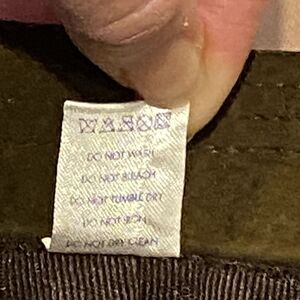 DO NOT WASH
DO NOT BLEACH
DO NOT TUMBLE DRY
DO NOT IRON
DO NOT DRY CLEAN